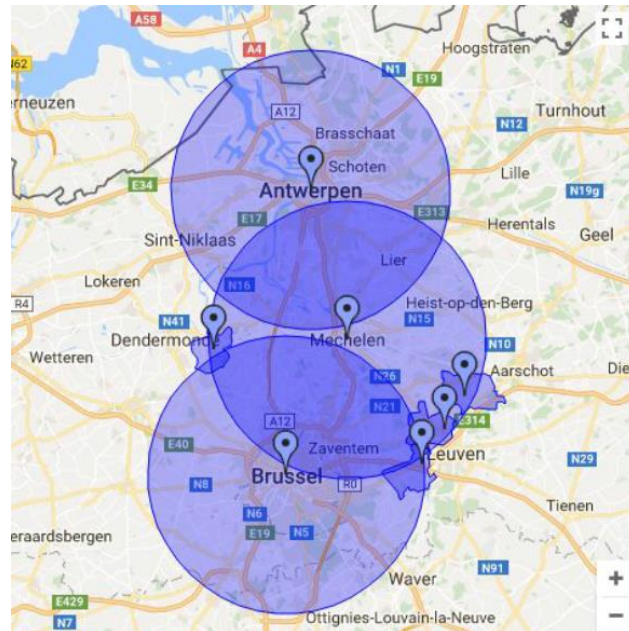 A58
A4
N62
erneuzen
Hoogstraten
N1
E19
A12
Turnhout
Brasschaat
N12
Schoten
E34
Antwerpen
Lille
N19g
E17
E313
Herentals
Sint-Niklaas
Geel
Lier
Lokeren
N16
R4
Heist-op-den-Berg
N41
N15
Dendermonde
Mechelen
N10
Wetteren
Aarschot
Die
N26
N21
A12
E314
E40
Zaventem
Leuven
N29
Brussel
N8
R0
Tienen
N6
E19
N5
eraardsbergen
N91
Waver
E429
N7
Ottignies-Louvain-la-Neuve
+
−